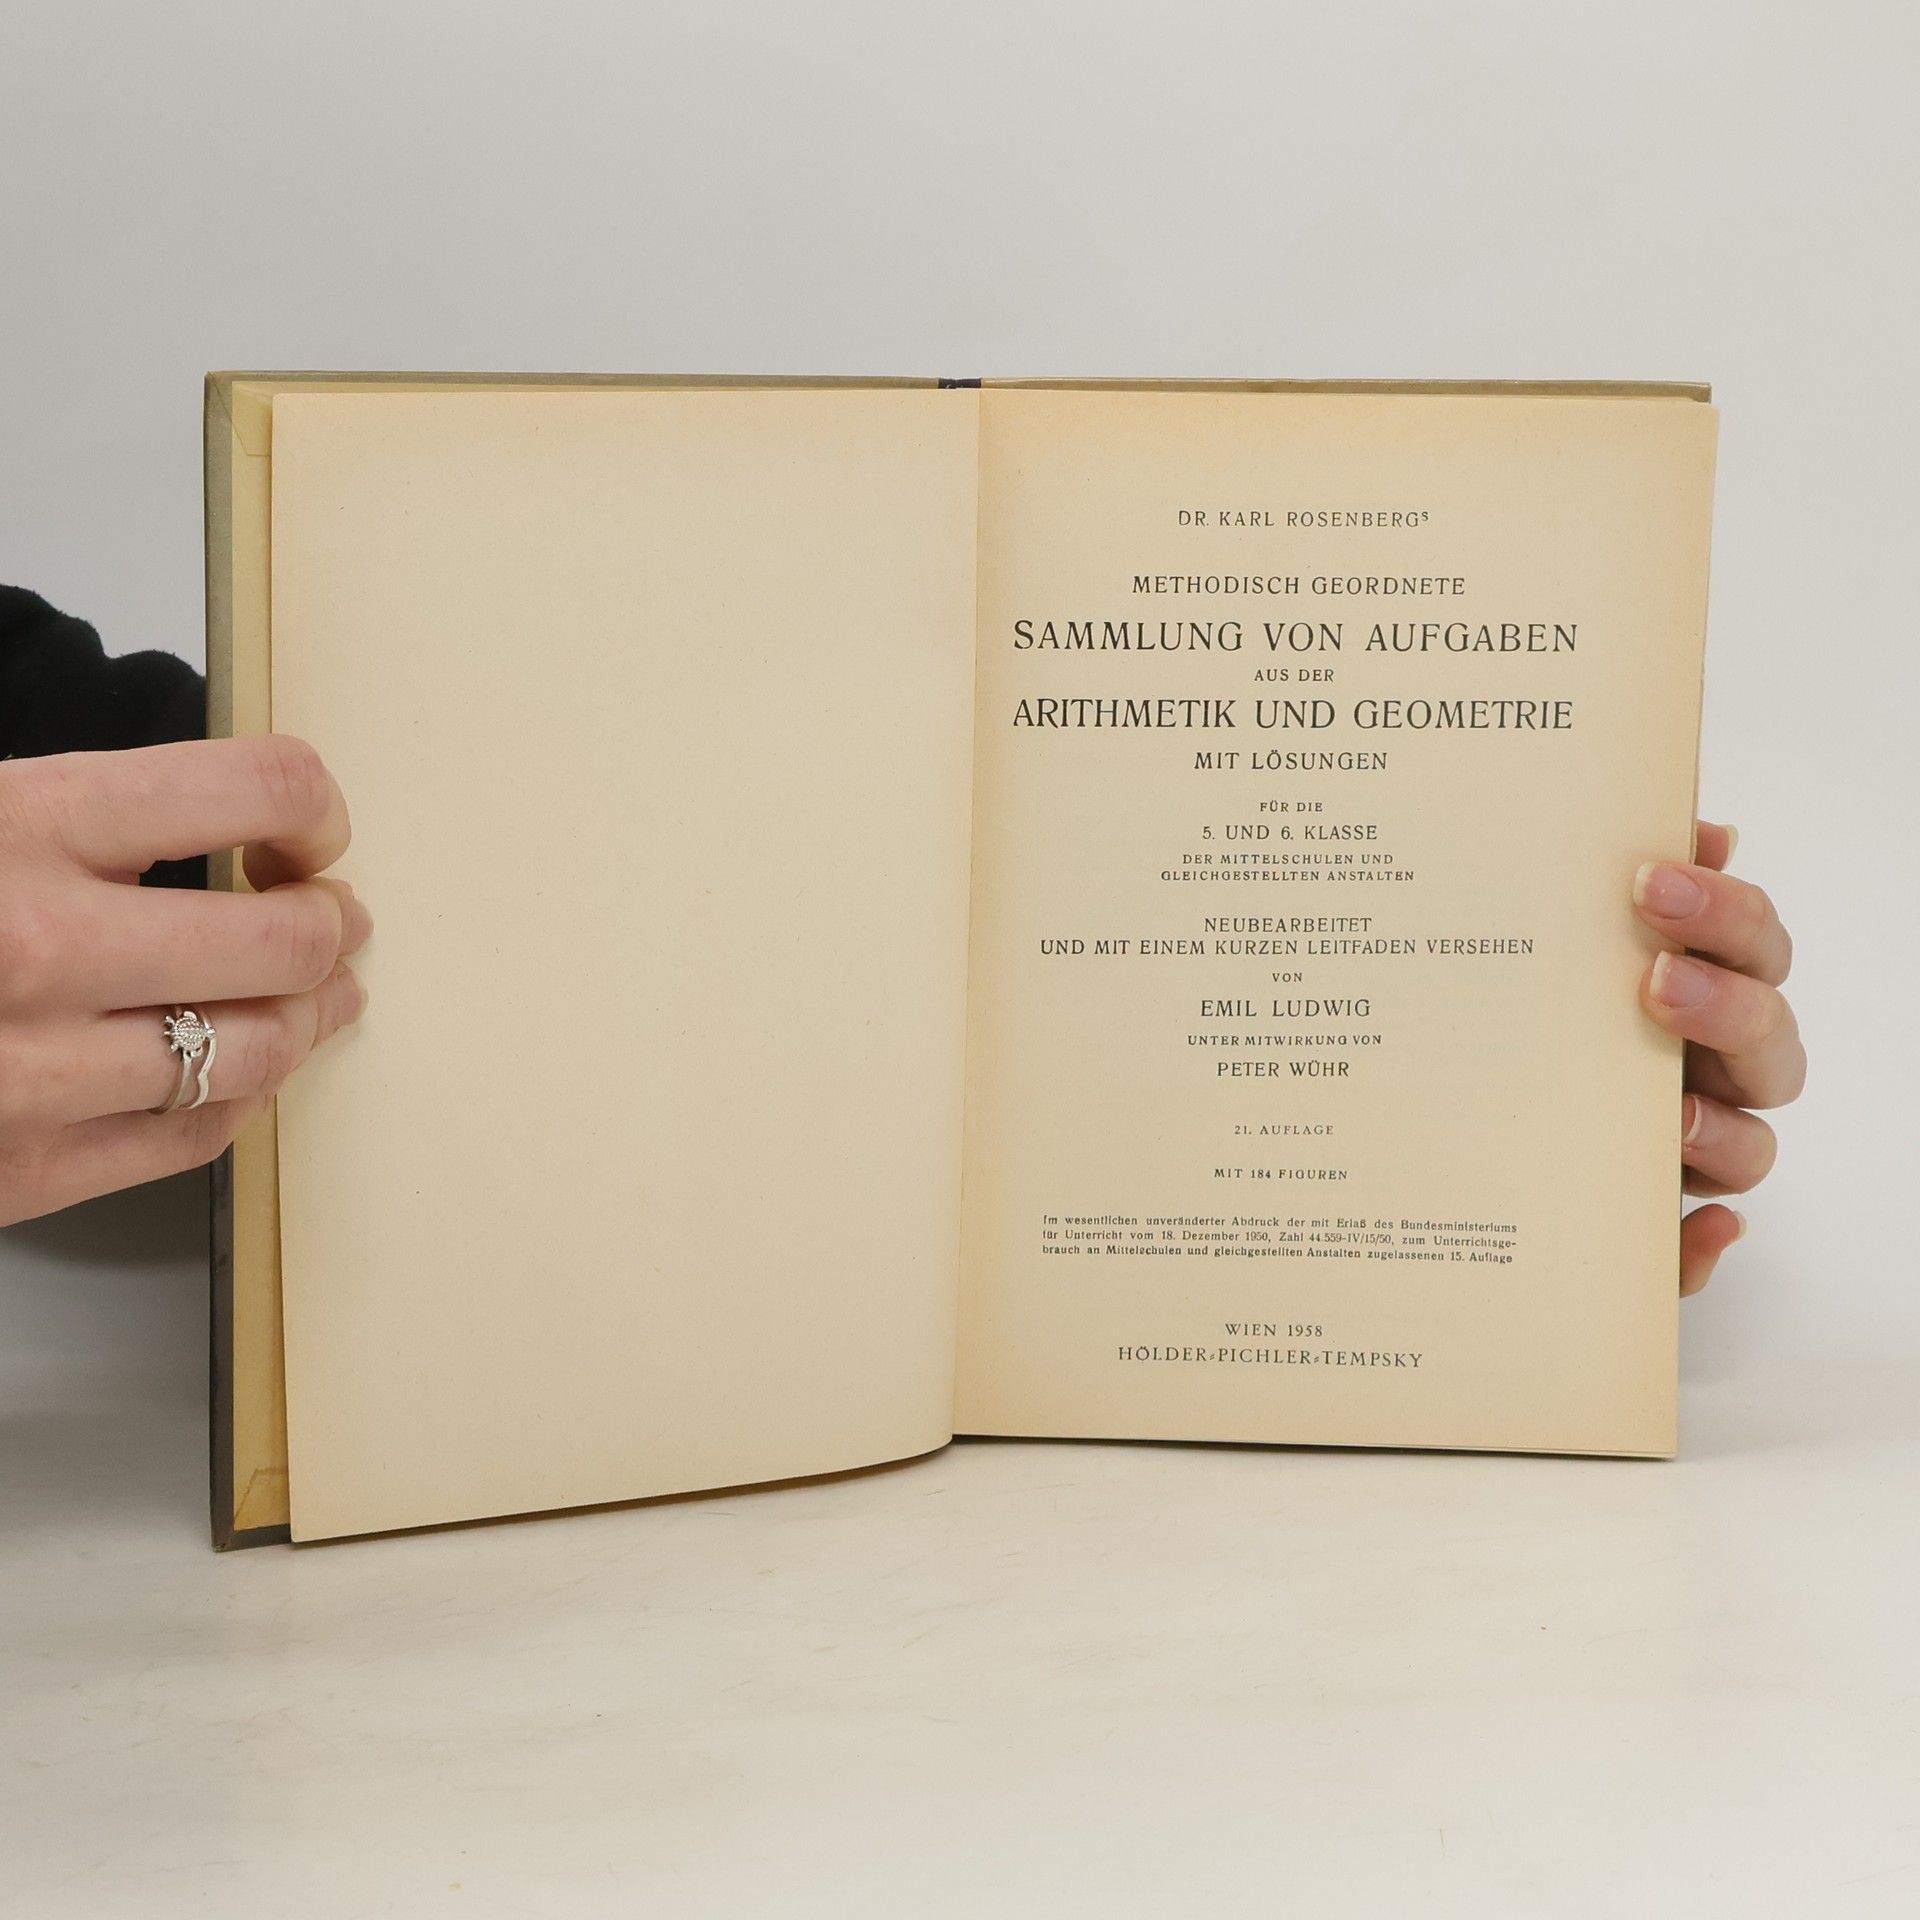 DR. KARL ROSENBERGs
METHODISCH GEORDNETE
SAMMLUNG VON AUFGABEN
AUS DER
ARITHMETIK UND GEOMETRIE
MIT LÖSUNGEN
FÜR DIE
5. UND 6. KLASSE
DER MITTELSCHULEN UND
GLEICHGESTELLTEN ANSTALTEN
NEUBEARBEITET
UND MIT EINEM KURZEN LEITFADEN VERSEHEN
VON
EMIL LUDWIG
UNTER MITWIRKUNG VON
PETER WÜHR
21. AUFLAGE
MIT 184 FIGUREN
Im wesentlichen unveränderter Abdruck der mit Erlaß des Bundesministeriums
für Unterricht vom 18. Dezember 1950, Zahl 44.559-IV/15/50, zum Unterrichtsge-
brauch an Mittelschulen und gleichgestellten Anstalten zugelassenen 15. Auflage
WIEN 1958
HÖLDER-PICHLER-TEMPSKY